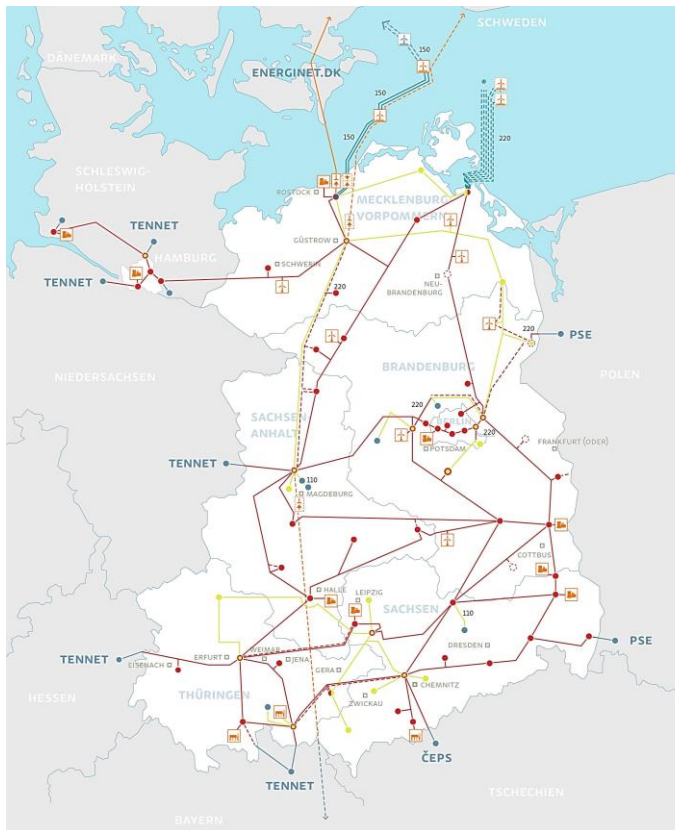 SCHWEDEN
DÄNEMARK
150
ENERGINET.DK
150
150
220
SCHLESWIG-
HOLSTEIN
ROSTOCK
MECKLENBURG
VORPOMMERN
TENNET
HAMBURG
GÜSTROW
SCHWERIN
TENNET
220
NEU-
BRANDENBURG
220
PSE
BRANDENBURG
POLEN
NIEDERSACHSEN
SACHSEN
ANHALT
220
BERLIN
220
POTSDAM
FRANKFURT (ODER)
TENNET
110
MAGDEBURG
COTTBUS
HALLE
LEIPZIG
SACHSEN
110
DRESDEN
PSE
TENNET
ERFURT
WEIMAR
JENA
EISENACH
GERA
CHEMNITZ
HESSEN
THÜRINGEN
ZWICKAU
ČEPS
TENNET
TSCHECHIEN
BAYERN